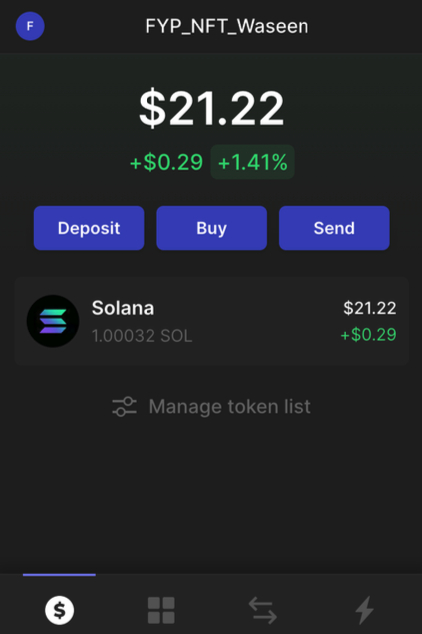 F
FYP_NFT_Waseen
$21.22
+$0.29 +1.41%
Deposit Buy Send
Solana $21.22
1.00032 SOL +$0.29
Manage token list
$